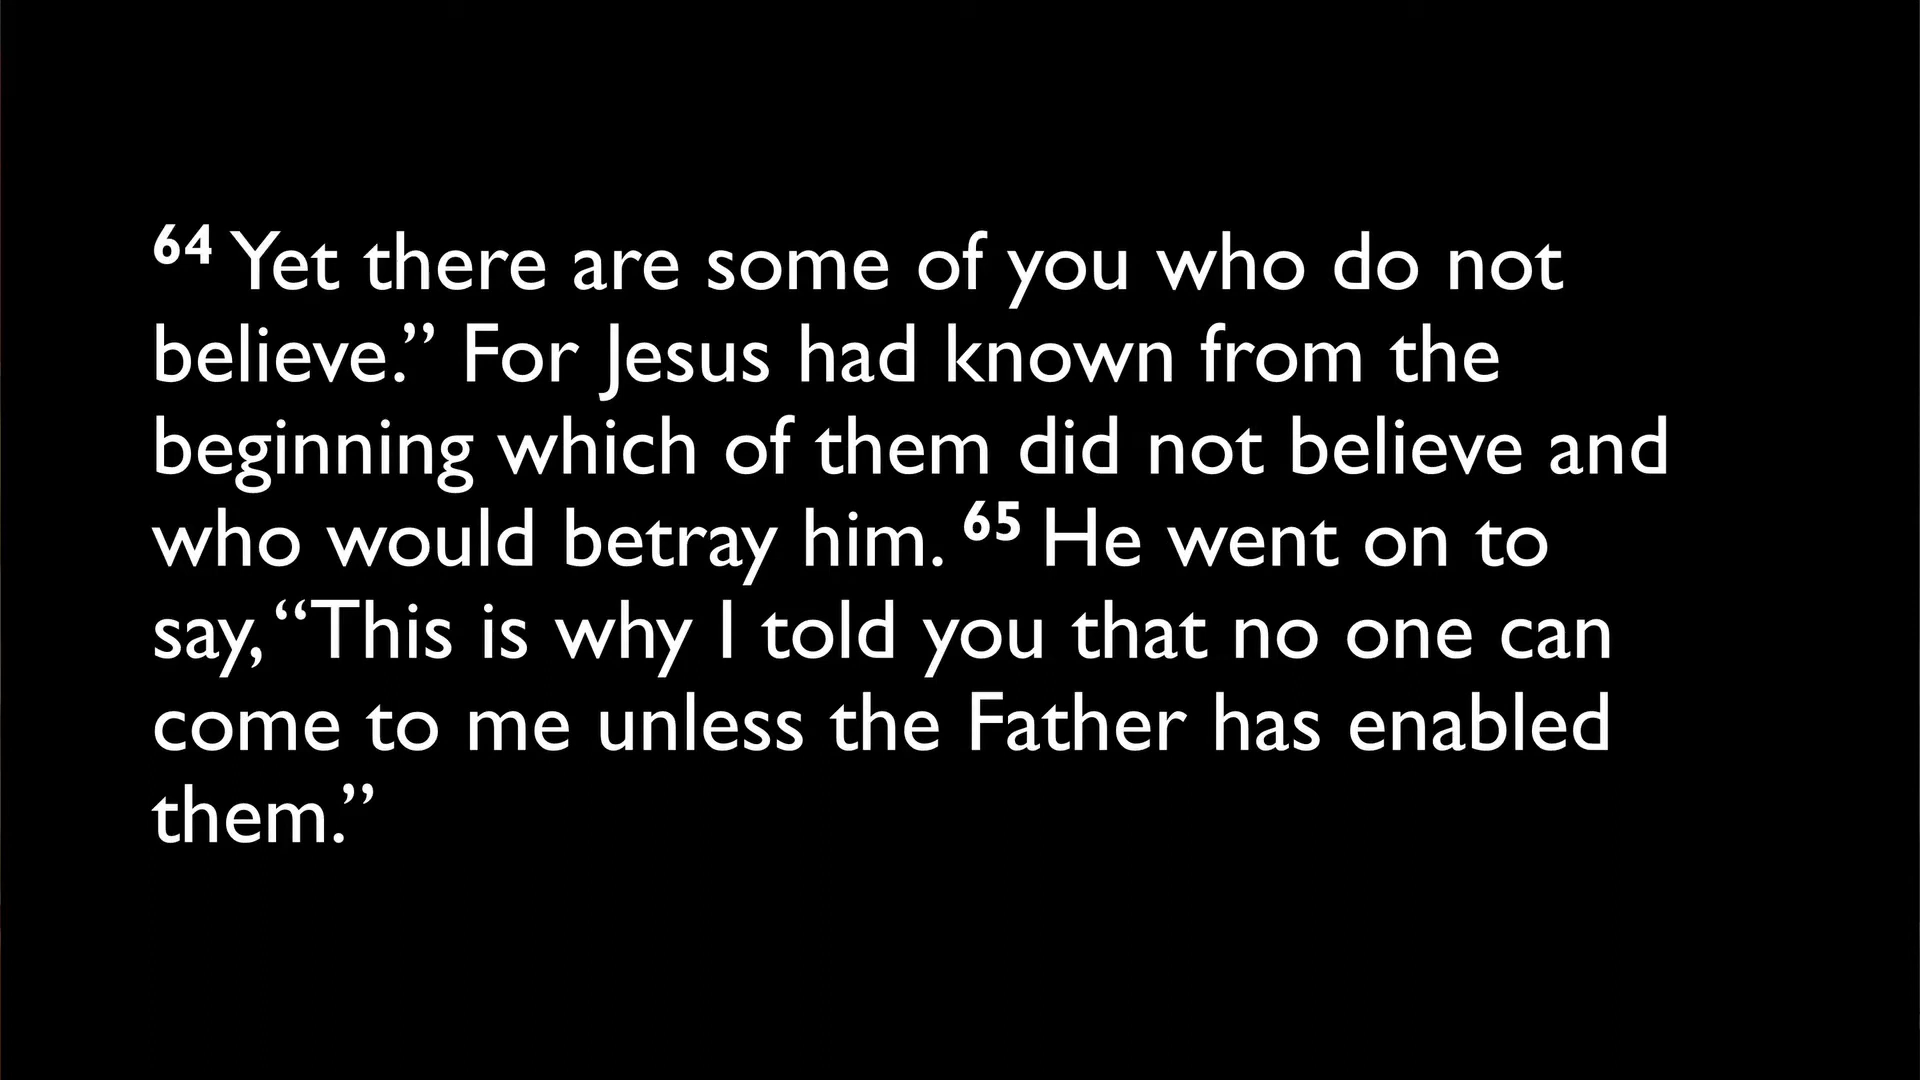 64 Yet there are some of you who do not
believe.” For Jesus had known from the
beginning which of them did not believe and
who would betray him. 65 He went on to
say, “This is why I told you that no one can
come to me unless the Father has enabled
them.”